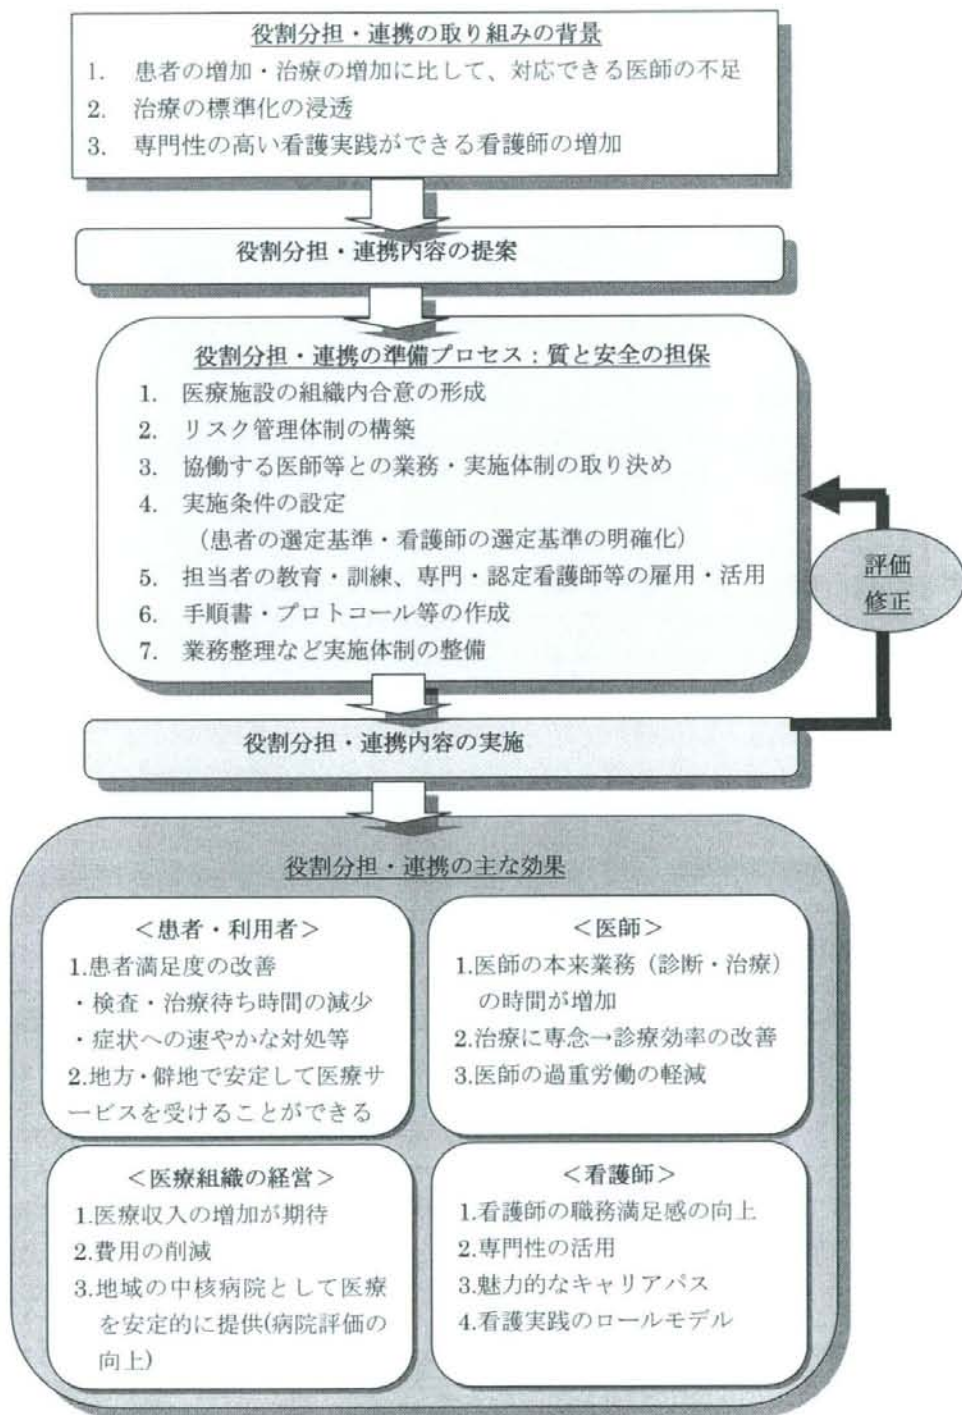 役割分担・連携の取り組みの背景
1. 患者の増加・治療の増加に比して、対応できる医師の不足
2. 治療の標準化の浸透
3. 専門性の高い看護実践ができる看護師の増加
役割分担・連携内容の提案
役割分担・連携の準備プロセス：質と安全の担保
1. 医療施設の組織内合意の形成
2. リスク管理体制の構築
3. 協働する医師等との業務・実施体制の取り決め
4. 実施条件の設定
（患者の選定基準・看護師の選定基準の明確化）
5. 担当者の教育・訓練、専門・認定看護師等の雇用・活用
6. 手順書・プロトコール等の作成
7. 業務整理など実施体制の整備
評価
修正
役割分担・連携内容の実施
役割分担・連携の主な効果
＜患者・利用者＞
1.患者満足度の改善
・検査・治療待ち時間の減少
・症状への速やかな対処等
2.地方・僻地で安定して医療サ
ービスを受けることができる
＜医師＞
1.医師の本来業務（診断・治療）
の時間が増加
2.治療に専念→診療効率の改善
3.医師の過重労働の軽減
＜医療組織の経営＞
1.医療収入の増加が期待
2.費用の削減
3.地域の中核病院として医療
を安定的に提供(病院評価の
向上)
＜看護師＞
1.看護師の職務満足感の向上
2.専門性の活用
3.魅力的なキャリアパス
4.看護実践のロールモデル